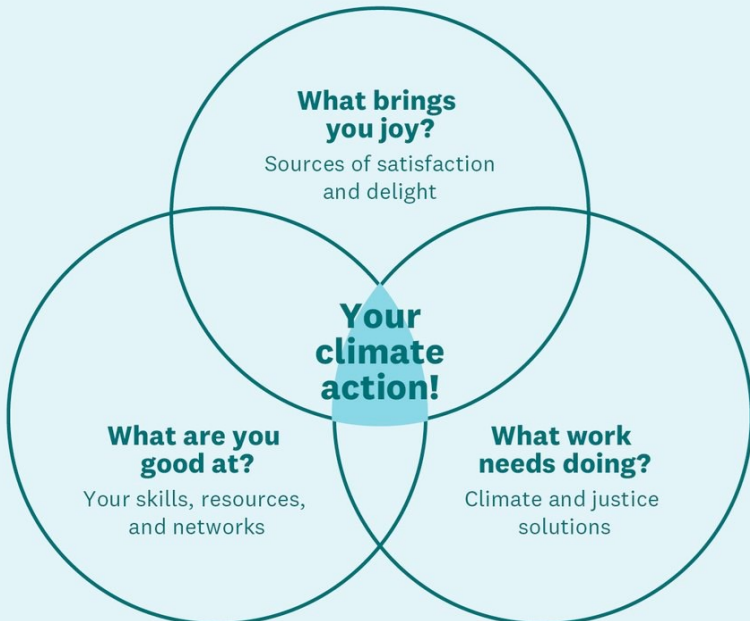 What brings
you joy?
Sources of satisfaction
and delight
Your
climate
action!
What are you
good at?
Your skills, resources,
and networks
What work
needs doing?
Climate and justice
solutions